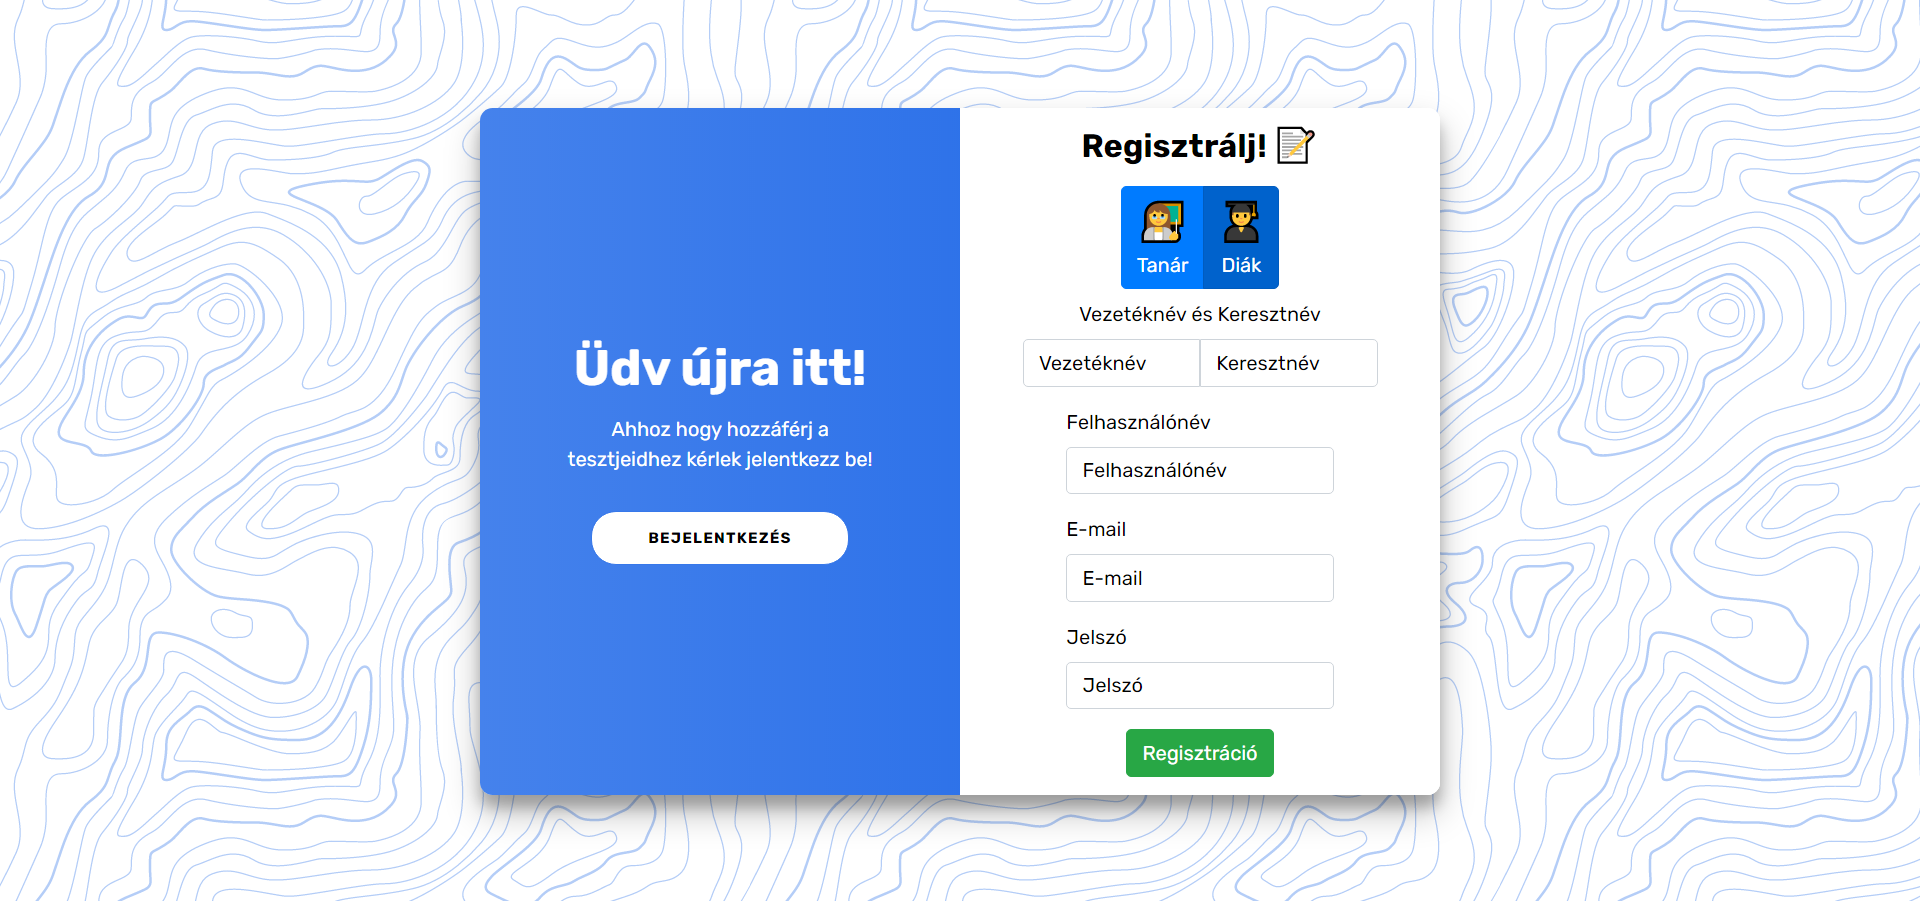 Üdv újra itt!
Ahhoz hogy hozzáférj a
tesztjeidhez kérlek jelentkezz be!
BEJELENTKEZÉS
Regisztrálj!
Tanár
Diák
Vezetéknév és Keresztnév
Vezetéknév
Keresztnév
Felhasználónév
Felhasználónév
E-mail
E-mail
Jelszó
Jelszó
Regisztráció